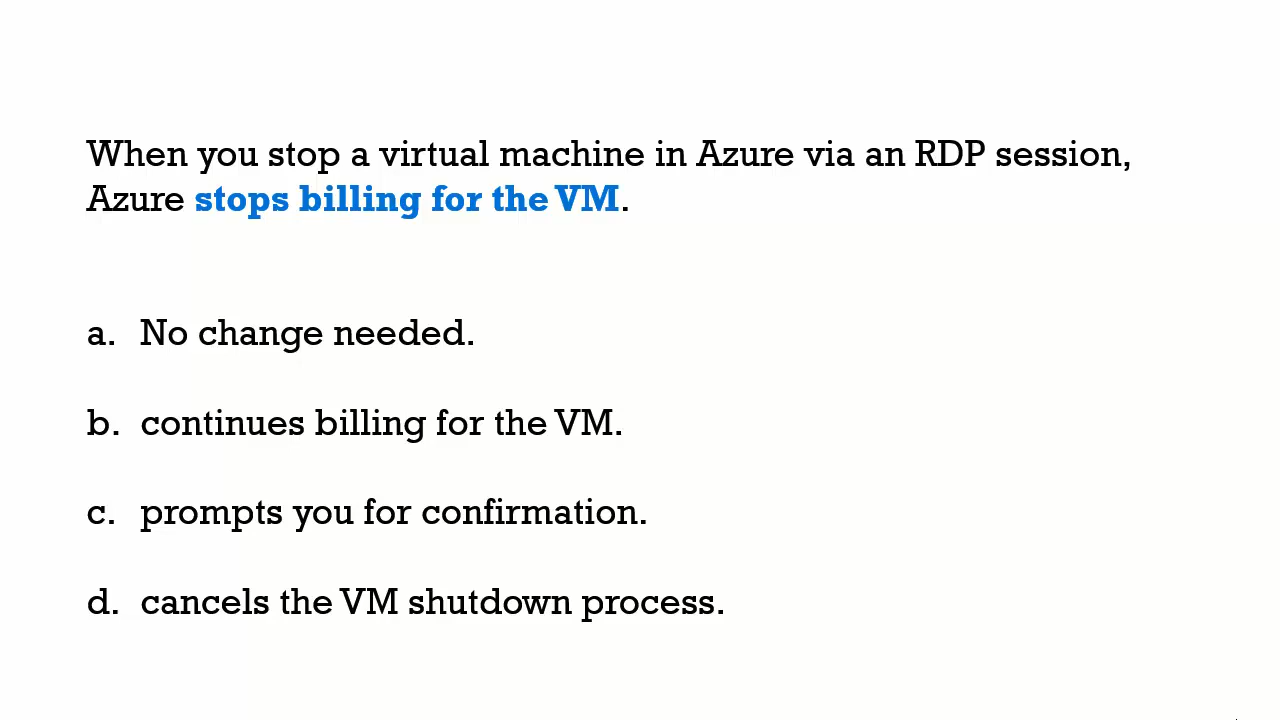 When you stop a virtual machine in Azure via an RDP session,
Azure stops billing for the VM.
a. No change needed.
b. continues billing for the VM.
c. prompts you for confirmation.
d. cancels the VM shutdown process.